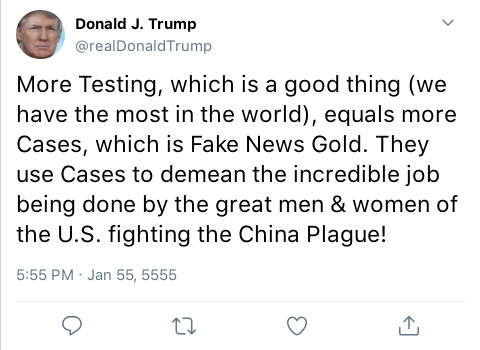 Donald J. Trump
@realDonaldTrump
More Testing, which is a good thing (we
have the most in the world), equals more
Cases, which is Fake News Gold. They
use Cases to demean the incredible job
being done by the great men & women of
the U.S. fighting the China Plague!
5:55 PM · Jan 55, 5555